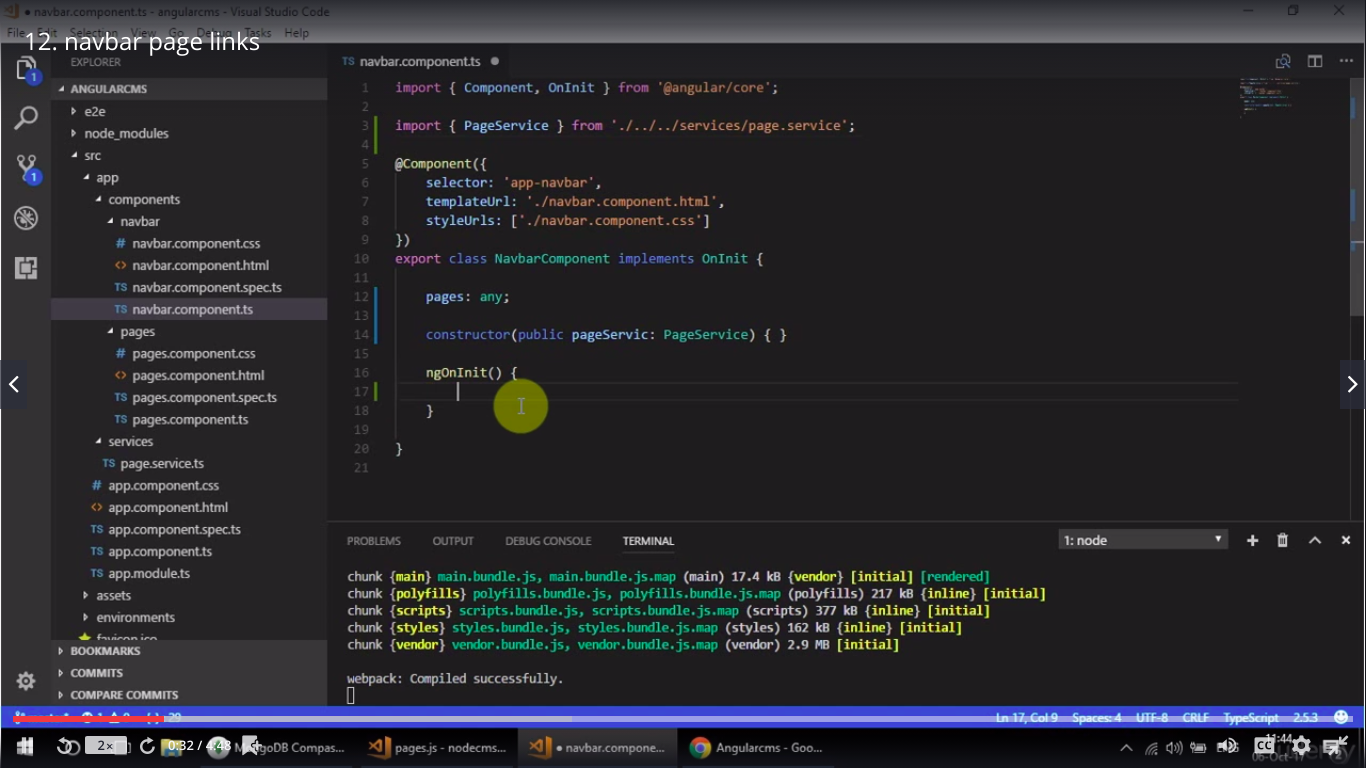 navbar.component.ts - angularcms - Visual Studio Code
File Edit Selection View Go Debug Tasks Help
12. navbar page links
EXPLORER
ANGULARCMS
e2e
node_modules
src
app
components
navbar
# navbar.component.css
<> navbar.component.html
TS navbar.component.spec.ts
TS navbar.component.ts
pages
# pages.component.css
<> pages.component.html
TS pages.component.spec.ts
TS pages.component.ts
services
TS page.service.ts
# app.component.css
<> app.component.html
TS app.component.spec.ts
TS app.component.ts
TS app.module.ts
assets
environments
favicon.ico
BOOKMARKS
COMMITS
COMPARE COMMITS
1
1
TS navbar.component.ts
1 import { Component, OnInit } from '@angular/core';
2
3 import { PageService } from './../../services/page.service';
4
5 @Component({
6 selector: 'app-navbar',
7 templateUrl: './navbar.component.html',
8 styleUrls: ['./navbar.component.css']
9 })
10 export class NavbarComponent implements OnInit {
11
12 pages: any;
13
14 constructor(public pageServic: PageService) { }
15
16 ngOnInit() {
17
18 }
19
20 }
21
PROBLEMS OUTPUT DEBUG CONSOLE TERMINAL 1: node
chunk {main} main.bundle.js, main.bundle.js.map (main) 17.4 kB {vendor} [initial] [rendered]
chunk {polyfills} polyfills.bundle.js, polyfills.bundle.js.map (polyfills) 217 kB {inline} [initial]
chunk {scripts} scripts.bundle.js, scripts.bundle.js.map (scripts) 377 kB {inline} [initial]
chunk {styles} styles.bundle.js, styles.bundle.js.map (styles) 162 kB {inline} [initial]
chunk {vendor} vendor.bundle.js, vendor.bundle.js.map (vendor) 2.9 MB [initial]
webpack: Compiled successfully.
29 Ln 17, Col 9 Spaces: 4 UTF-8 CRLF TypeScript 2.5.3
2x 0:32 / 4:48 MongoDB Compas... pages.js - nodecms... navbar.compone... Angularcms - Goo... CC 11:44
06-Oct-17